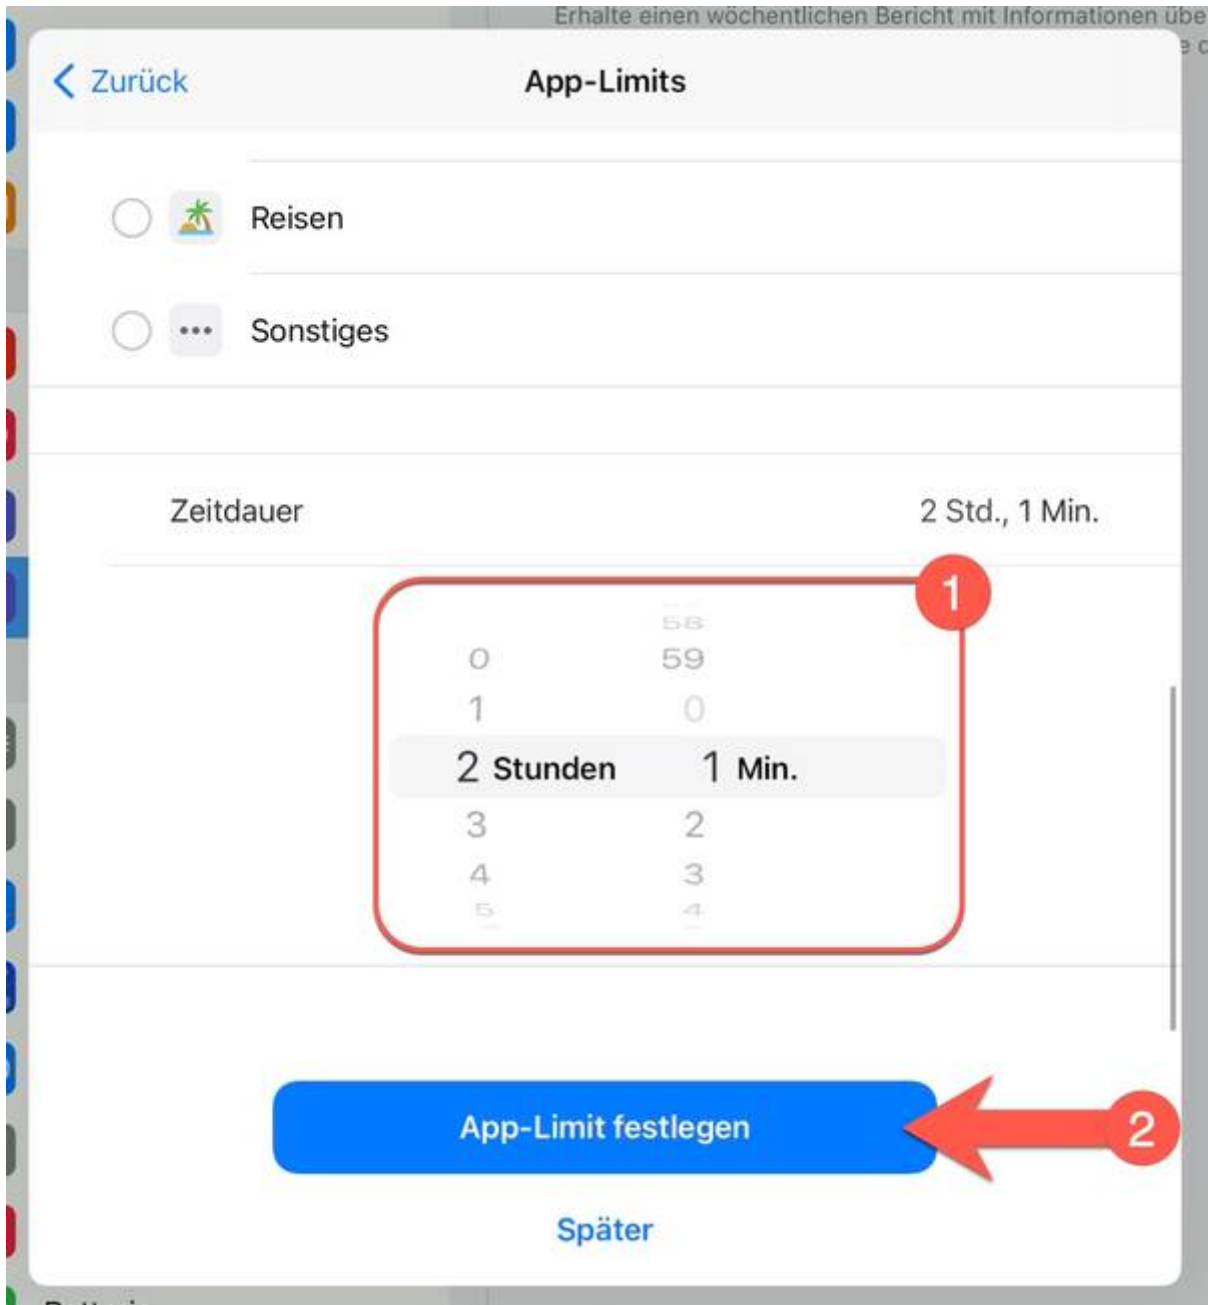 Erhalte einen wöchentlichen Bericht mit Informationen übe
Zurück
App-Limits
Reisen
Sonstiges
Zeitdauer
2 Std., 1 Min.
1
58
0 59
1 0
2 Stunden 1 Min.
3 2
4 3
5 4
App-Limit festlegen
2
Später